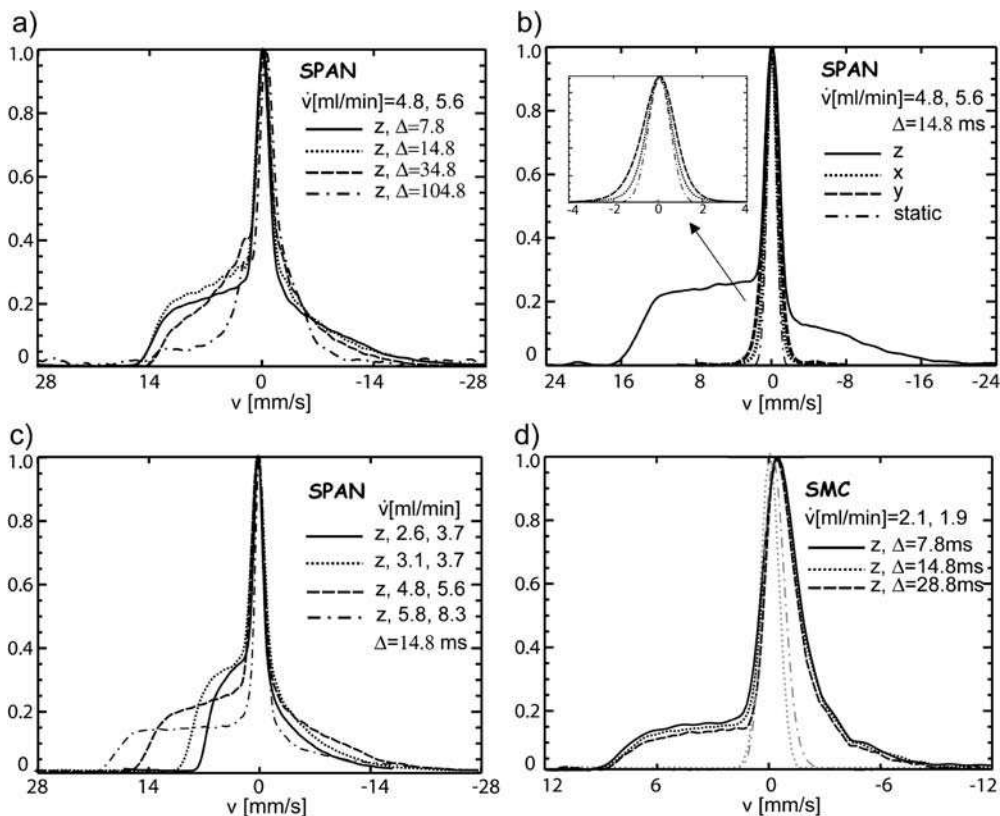 a)
1.0
0.8
0.6
0.4
0.2
0
28
14
0
-14
-28
v [mm/s]
SPAN
v̇[ml/min]=4.8, 5.6
z, Δ=7.8
z, Δ=14.8
z, Δ=34.8
z, Δ=104.8
b)
1.0
0.8
0.6
0.4
0.2
0
24
16
8
0
-8
-16
-24
v [mm/s]
-4
-2
0
2
4
SPAN
v̇[ml/min]=4.8, 5.6
Δ=14.8 ms
z
x
y
static
c)
1.0
0.8
0.6
0.4
0.2
0
28
14
0
-14
-28
v [mm/s]
SPAN
v̇[ml/min]
z, 2.6, 3.7
z, 3.1, 3.7
z, 4.8, 5.6
z, 5.8, 8.3
Δ=14.8 ms
d)
1.0
0.8
0.6
0.4
0.2
0
12
6
0
-6
-12
v [mm/s]
SMC
v̇[ml/min]=2.1, 1.9
z, Δ=7.8ms
z, Δ=14.8ms
z, Δ=28.8ms